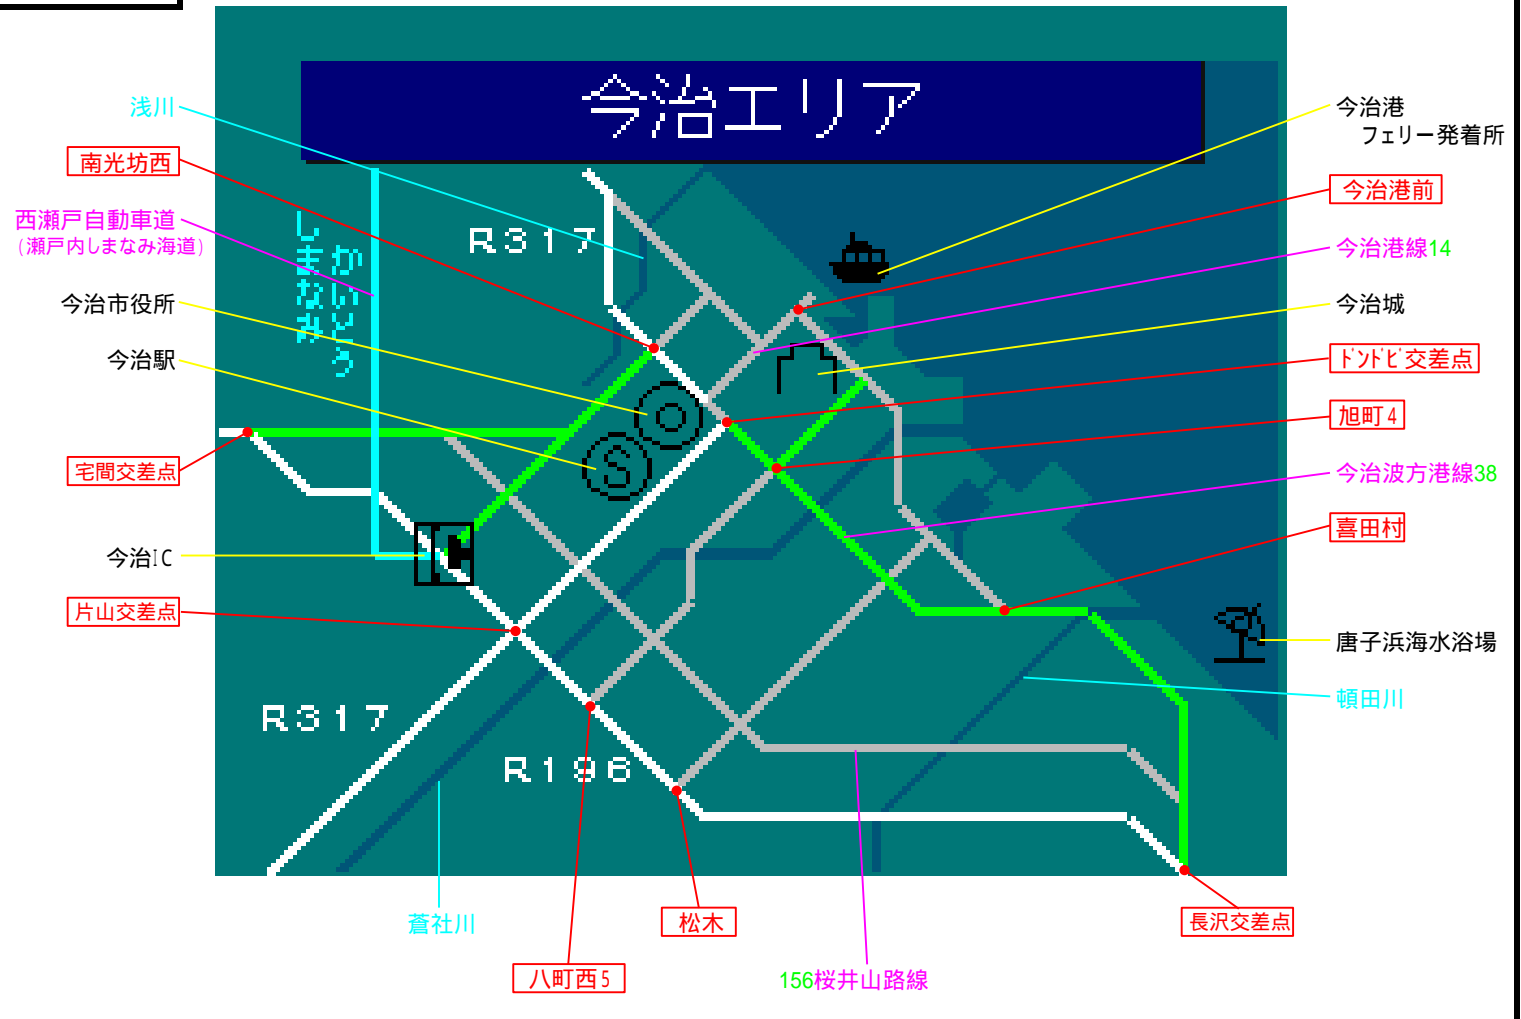 今治エリア
浅川
南光坊西
西瀬戸自動車道
(瀬戸内しまなみ海道)
今治市役所
今治駅
宅間交差点
今治IC
片山交差点
しまなみ
かいどう
R317
S
R317
R196
今治港
フェリー発着所
今治港前
今治港線14
今治城
ドンドビ交差点
旭町4
今治波方港線38
喜田村
唐子浜海水浴場
頓田川
蒼社川
八町西5
松木
156桜井山路線
長沢交差点